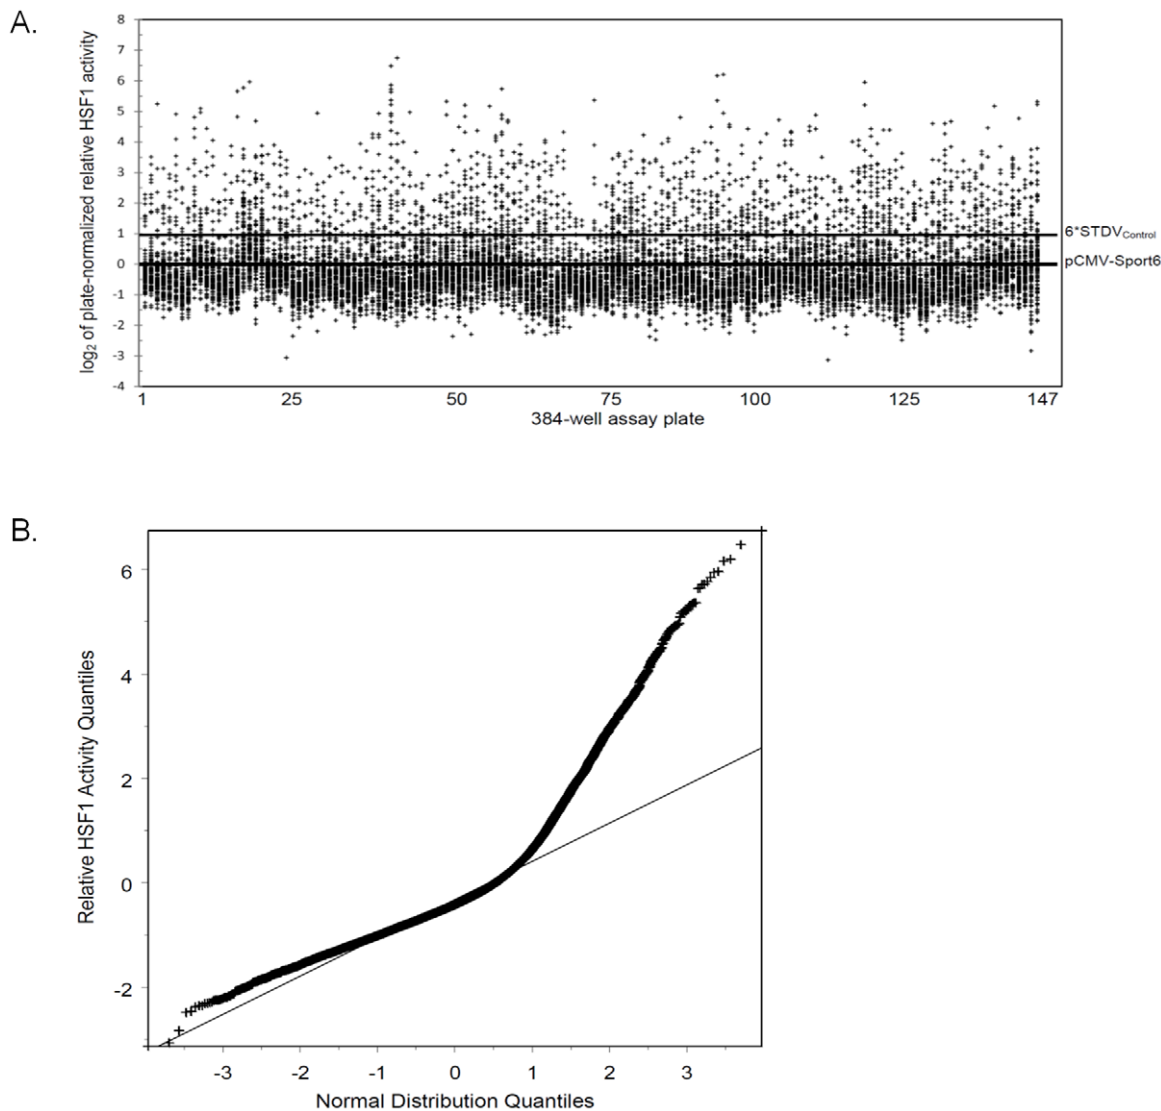 A.
log2 of plate-normalized relative HSF1 activity
8
7
6
5
4
3
2
1
0
-1
-2
-3
-4
6*STDVControl
pCMV-Sport6
1 25 50 75 100 125 147
384-well assay plate
B.
Relative HSF1 Activity Quantiles
6
4
2
0
-2
-3 -2 -1 0 1 2 3
Normal Distribution Quantiles